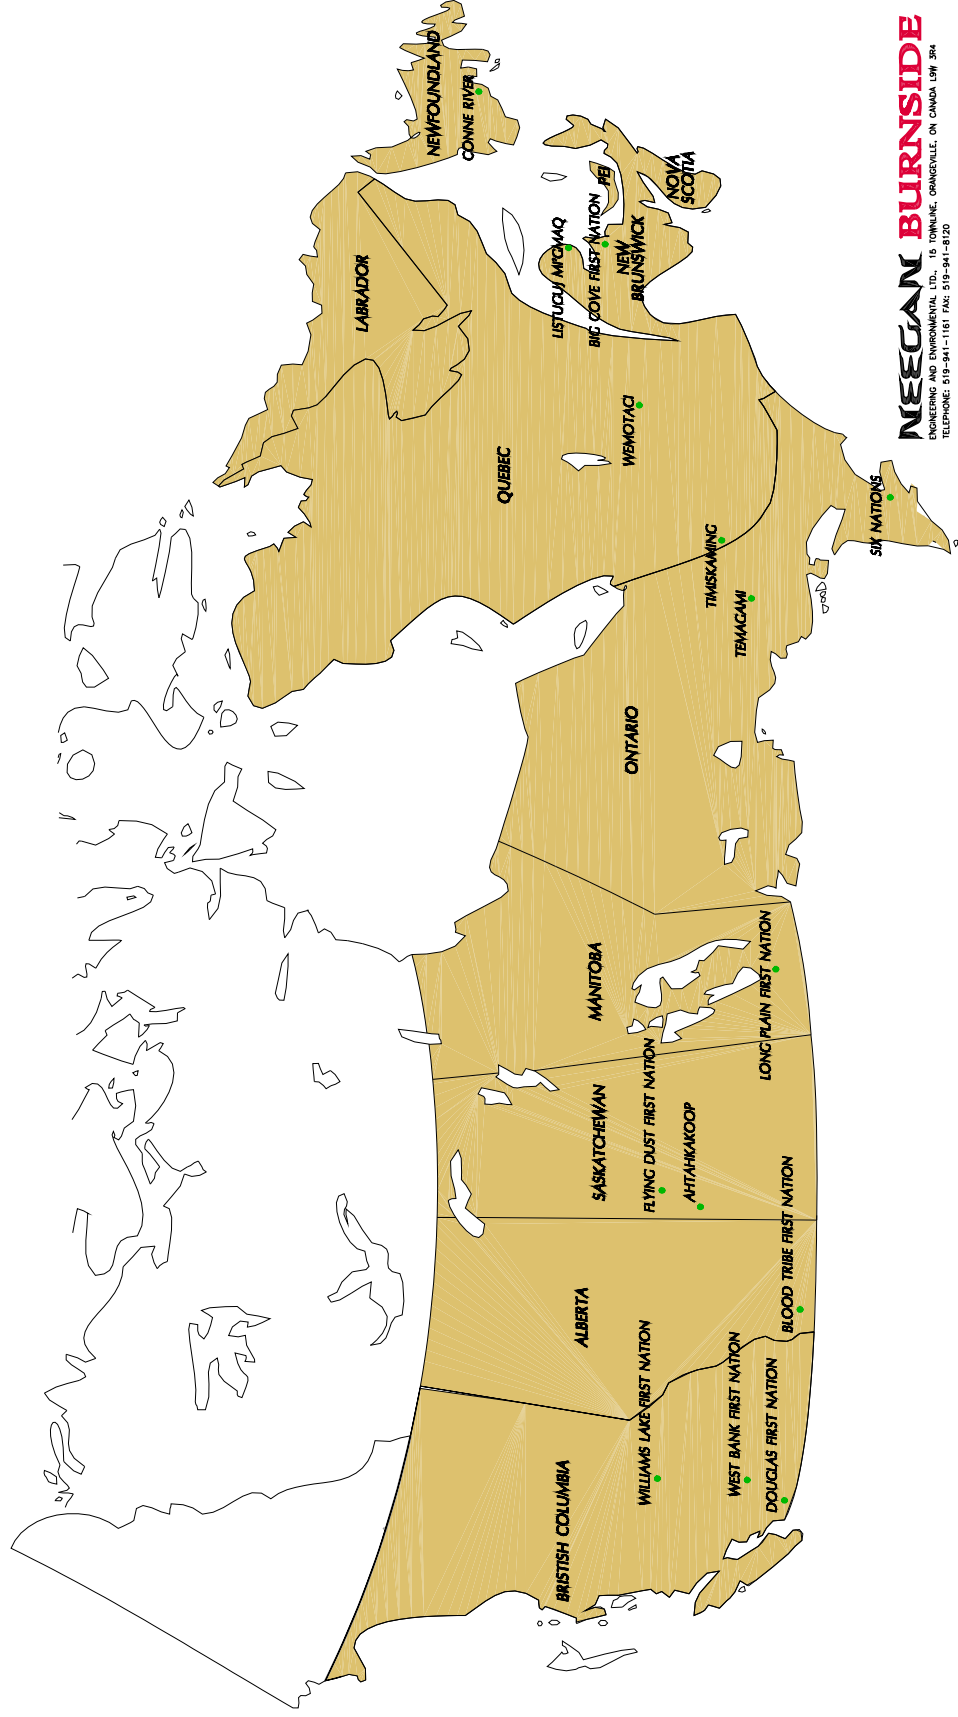 NEWFOUNDLAND
CONNE RIVER
LABRADOR
QUEBEC
LISTUGUJ MI'GMAQ
BIG COVE FIRST NATION
PEI
NEW
BRUNSWICK
NOVA
SCOTIA
WEMOTACI
TIMISKAMING
TEMAGAMI
SIX NATIONS
ONTARIO
MANITOBA
LONG PLAIN FIRST NATION
SASKATCHEWAN
FLYING DUST FIRST NATION
AHTAHKAKOOP
BLOOD TRIBE FIRST NATION
ALBERTA
WILLIAMS LAKE FIRST NATION
WEST BANK FIRST NATION
DOUGLAS FIRST NATION
BRISTISH COLUMBIA
NEEGAN BURNSIDE
ENGINEERING AND ENVIRONMENTAL LTD., 15 TOWNLINE, ORANGEVILLE, ON CANADA L9W 3R4
TELEPHONE: 519-941-1161 FAX: 519-941-8120